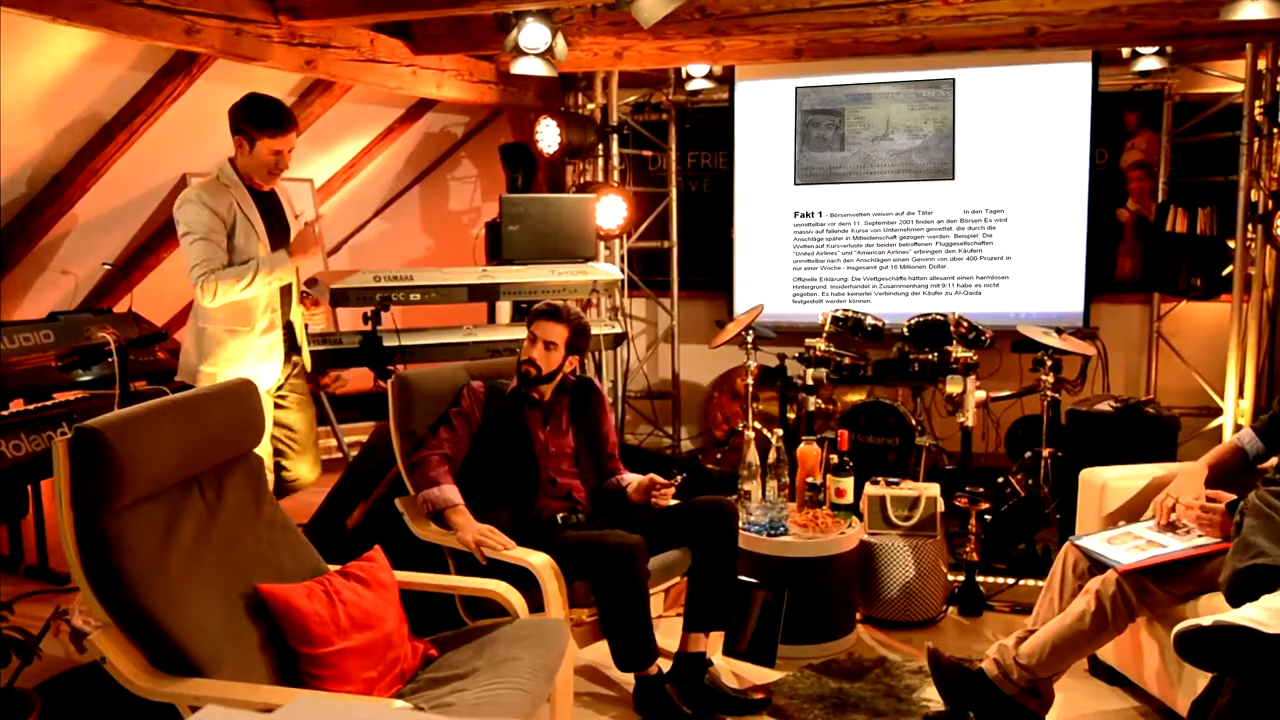 DIE FRIE
VE
D
Fakt 1 - Börsenwetten weisen auf die Täter In den Tagen
unmittelbar vor dem 11. September 2001 finden an den Börsen Es wird
massiv auf fallende Kurse von Unternehmen gewettet, die durch die
Anschläge später in Mitleidenschaft gezogen werden. Beispiel: Die
Wetten auf Kursverluste der beiden betroffenen Fluggesellschaften
"United Airlines" und "American Airlines" erbringen den Käufern
unmittelbar nach den Anschlägen einen Gewinn von über 400 Prozent in
nur einer Woche - insgesamt gut 16 Millionen Dollar.
Offizielle Erklärung: Die Wettgeschäfte hätten allesamt einen harmlosen
Hintergrund. Insiderhandel in Zusammenhang mit 9/11 habe es nicht
gegeben. Es habe keinerlei Verbindung der Käufer zu Al-Qaida
festgestellt werden können.
YAMAHA
YAMAHA
AUDIO
Roland
Roland